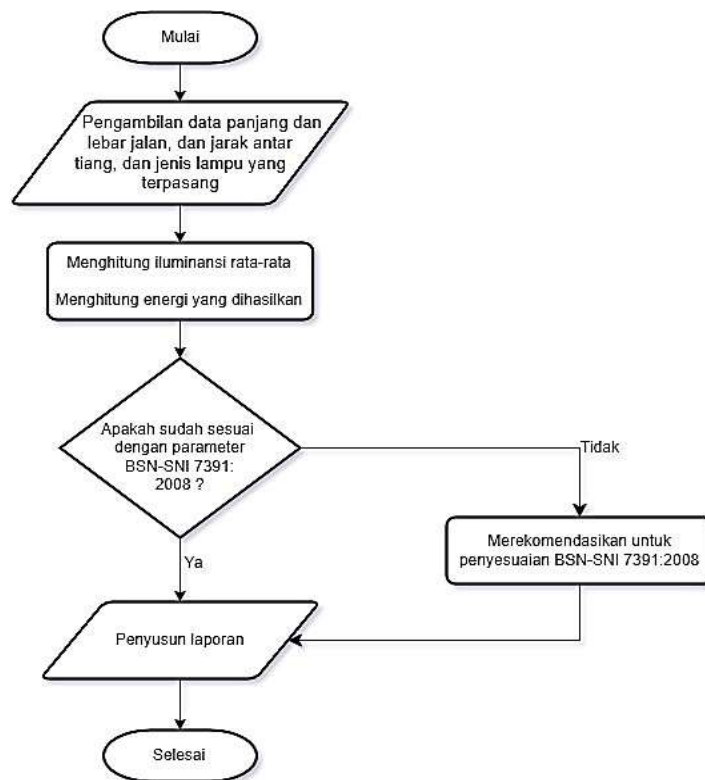 Mulai
Pengambilan data panjang dan
lebar jalan, dan jarak antar
tiang, dan jenis lampu yang
terpasang
Menghitung iluminansi rata-rata
Menghitung energi yang dihasilkan
Apakah sudah sesuai
dengan parameter
BSN-SNI 7391:
2008 ?
Tidak
Merekomendasikan untuk
penyesuaian BSN-SNI 7391:2008
Ya
Penyusun laporan
Selesai